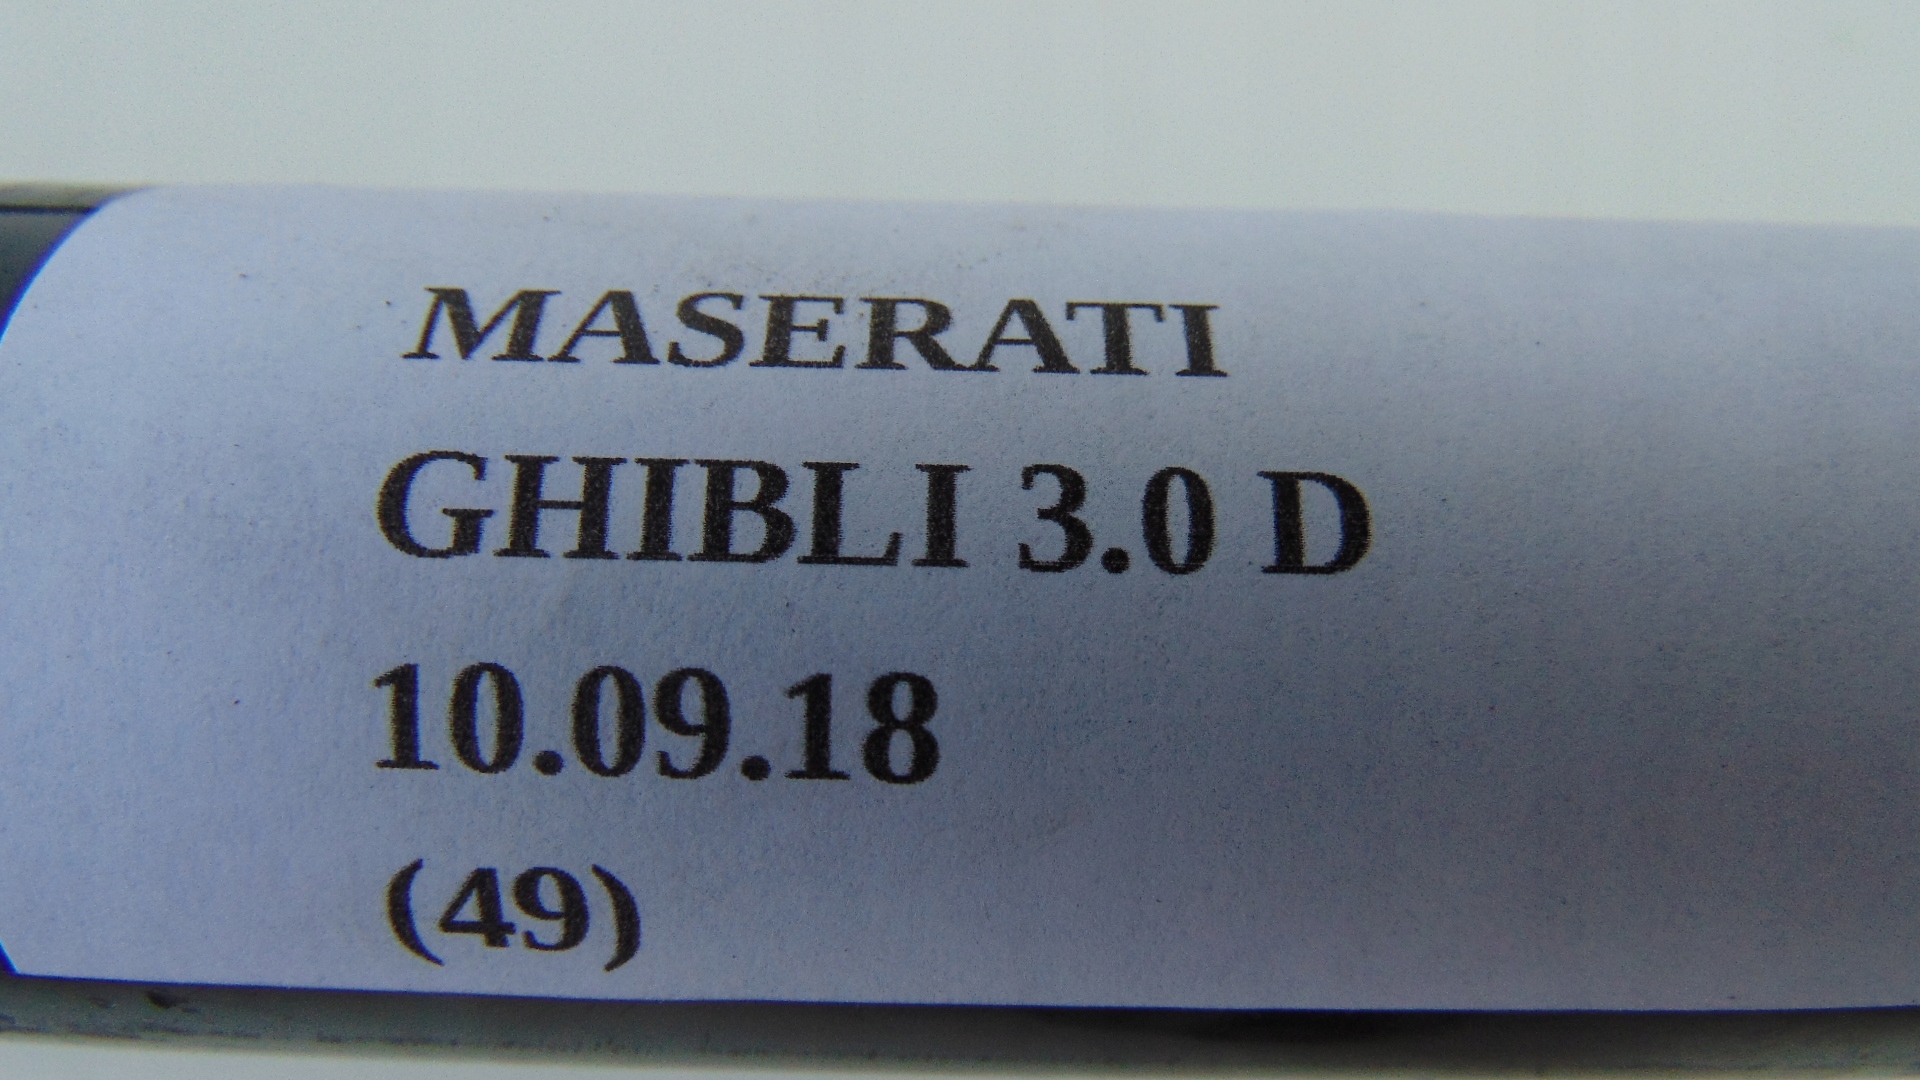 MASERATI
GHIBLI 3.0 D
10.09.18
(49)